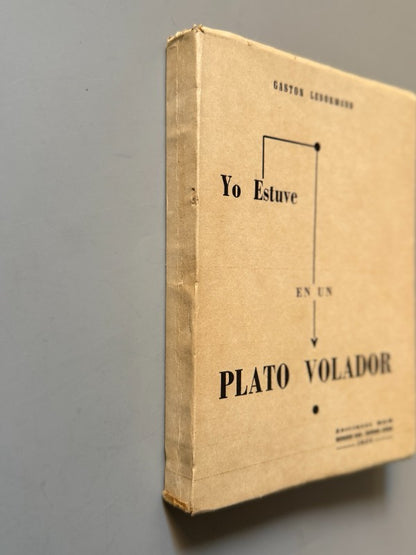 GASTON LENORMAND
Yo Estuve
EN UN
PLATO VOLADOR